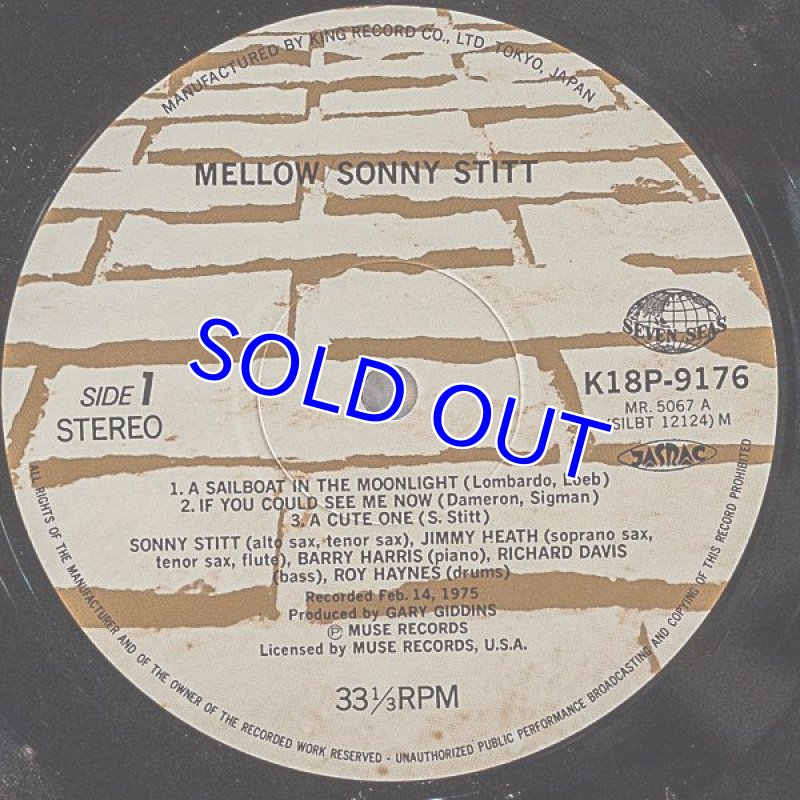 MANUFACTURED BY KING RECORD CO., LTD. TOKYO, JAPAN
MELLOW SONNY STITT
SEVEN SEAS
SIDE 1
STEREO
K18P-9176
MR. 5067 A
(SILBT 12124) M
JASRAC
SOLD OUT
1. A SAILBOAT IN THE MOONLIGHT (Lombardo, Loeb)
2. IF YOU COULD SEE ME NOW (Dameron, Sigman)
3. A CUTE ONE (S. Stitt)
SONNY STITT (alto sax, tenor sax), JIMMY HEATH (soprano sax,
tenor sax, flute), BARRY HARRIS (piano), RICHARD DAVIS
(bass), ROY HAYNES (drums)
Recorded Feb. 14, 1975
Produced by GARY GIDDINS
Ⓟ MUSE RECORDS
Licensed by MUSE RECORDS, U.S.A.
33⅓RPM
ALL RIGHTS OF THE MANUFACTURER AND OF THE OWNER OF THE RECORDED WORK RESERVED · UNAUTHORIZED PUBLIC PERFORMANCE BROADCASTING AND COPYING OF THIS RECORD PROHIBITED